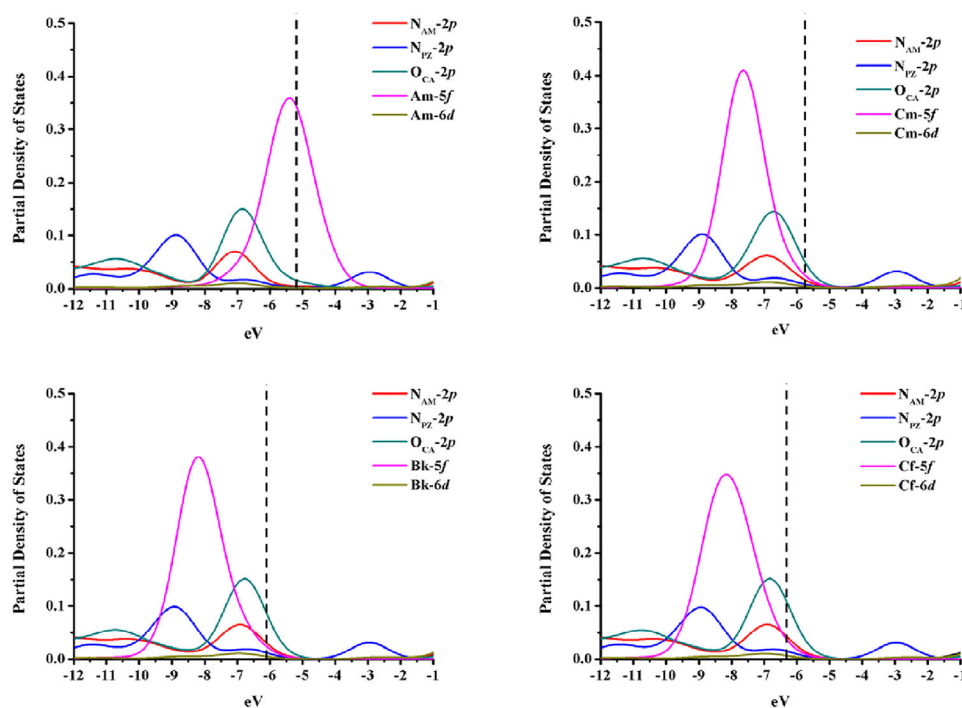 Partial Density of States
0.5
0.4
0.3
0.2
0.1
0.0
N_AM-2p
N_PZ-2p
O_CA-2p
Am-5f
Am-6d
-12 -11 -10 -9 -8 -7 -6 -5 -4 -3 -2 -1
eV
Partial Density of States
0.5
0.4
0.3
0.2
0.1
0.0
N_AM-2p
N_PZ-2p
O_CA-2p
Cm-5f
Cm-6d
-12 -11 -10 -9 -8 -7 -6 -5 -4 -3 -2 -1
eV
Partial Density of States
0.5
0.4
0.3
0.2
0.1
0.0
N_AM-2p
N_PZ-2p
O_CA-2p
Bk-5f
Bk-6d
-12 -11 -10 -9 -8 -7 -6 -5 -4 -3 -2 -1
eV
Partial Density of States
0.5
0.4
0.3
0.2
0.1
0.0
N_AM-2p
N_PZ-2p
O_CA-2p
Cf-5f
Cf-6d
-12 -11 -10 -9 -8 -7 -6 -5 -4 -3 -2 -1
eV